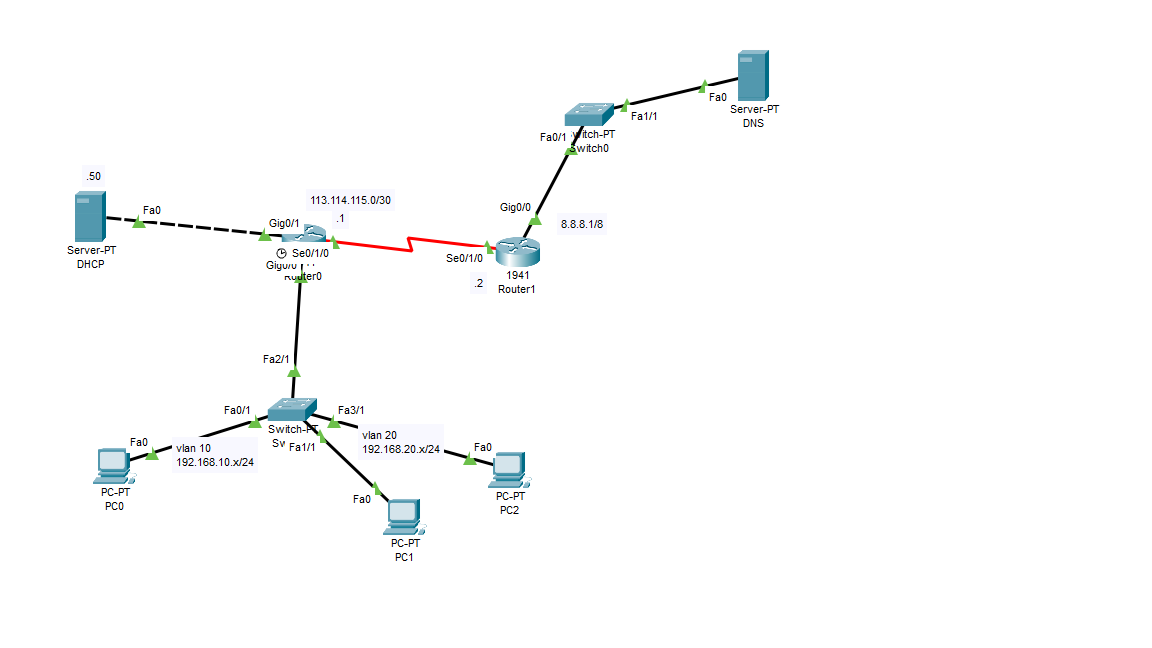 Fa0
Server-PT
DNS
Fa1/1
Fa0/1
witch-PT
Switch0
.50
Fa0
Server-PT
DHCP
113.114.115.0/30
.1
Gig0/1
Se0/1/0
Router0
Gig0/0
8.8.8.1/8
Se0/1/0
.2
1941
Router1
Fa2/1
Fa0/1
Fa3/1
Switch-PT
Fa1/1
vlan 10
192.168.10.x/24
vlan 20
192.168.20.x/24
Fa0
PC-PT
PC0
Fa0
PC-PT
PC2
Fa0
PC-PT
PC1